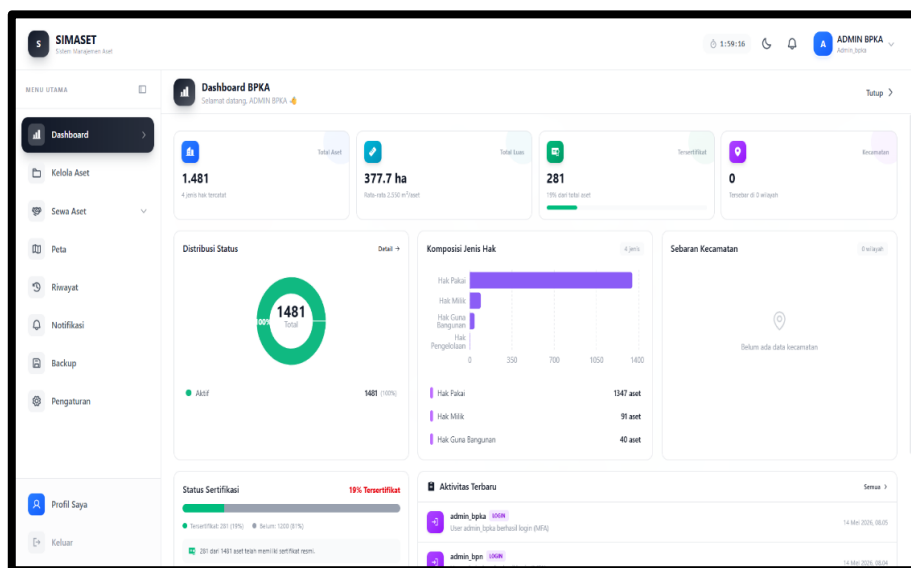 S
SIMASET
Sistem Manajemen Aset
1:59:16
A
ADMIN BPKA
Admin_bpka
MENU UTAMA
Dashboard
Kelola Aset
Sewa Aset
Peta
Riwayat
Notifikasi
Backup
Pengaturan
Profil Saya
Keluar
Dashboard BPKA
Selamat datang, ADMIN BPKA
Tutup
Total Aset
1.481
4 jenis hak tercatat
Total Luas
377.7 ha
Rata-rata 2,550 m²/aset
Tersertifikat
281
19% dari total aset
Kecamatan
0
Tersebar di 0 wilayah
Distribusi Status
Detail →
100%
1481
Total
Aktif
1481 (100%)
Komposisi Jenis Hak
4 jenis
Hak Pakai
Hak Milik
Hak Guna
Bangunan
Hak
Pengelolaan
0 350 700 1050 1400
Hak Pakai 1347 aset
Hak Milik 91 aset
Hak Guna Bangunan 40 aset
Sebaran Kecamatan
0 wilayah
Belum ada data kecamatan
Status Sertifikasi
19% Tersertifikat
Tersertifikat: 281 (19%) Belum: 1200 (81%)
281 dari 1481 aset telah memiliki sertifikat resmi.
Aktivitas Terbaru
Semua
admin_bpka LOGIN
User admin_bpka berhasil login (MFA)
14 Mei 2026, 08.05
admin_bpn LOGIN
14 Mei 2026, 08.04